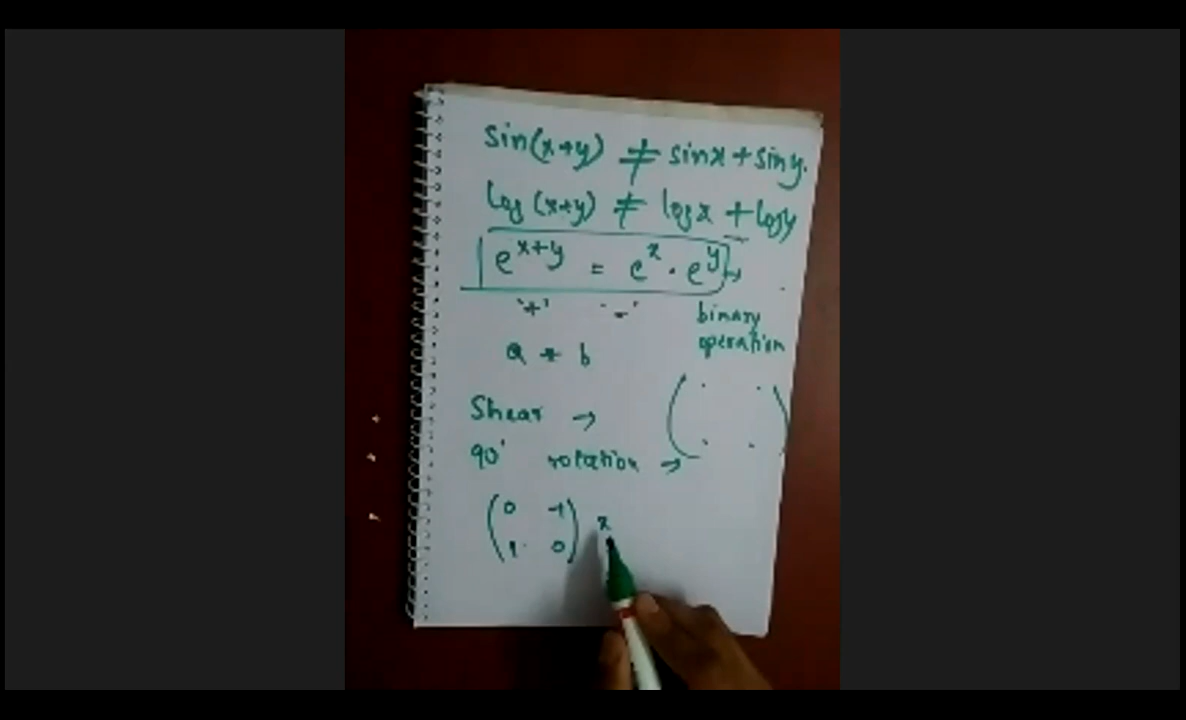 sin(x+y) ≠ sinx + siny.
log (x+y) ≠ logx + logy
e^x+y = e^x . e^y →
'+' '.'
binary
operation
a * b
Shear →
90° rotation →
( 0 -1
1 0 ) x